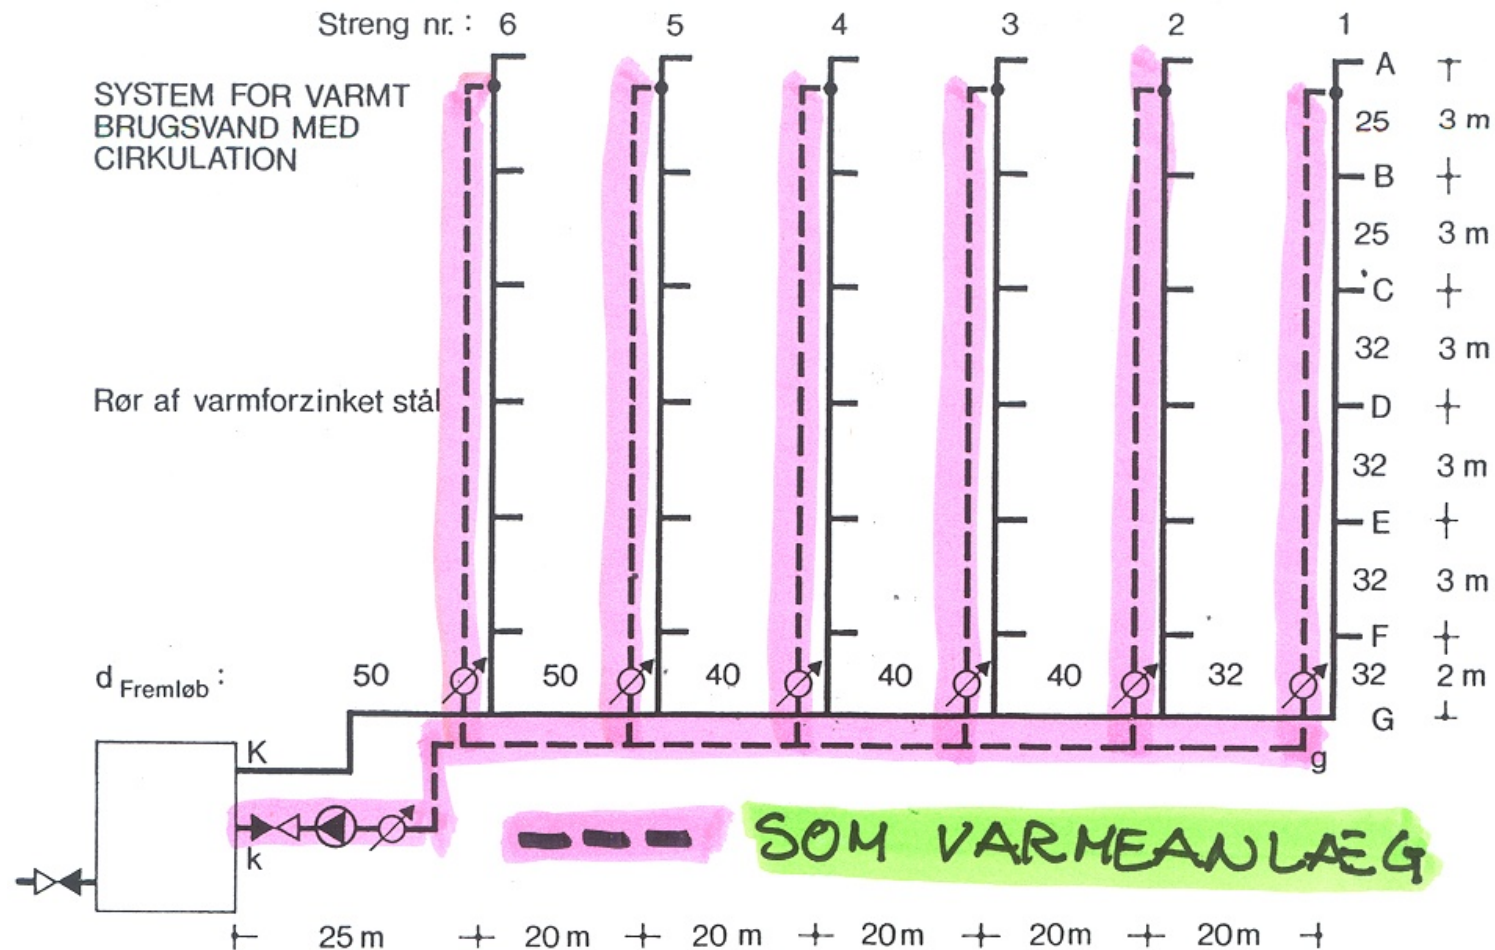 Streng nr. : 6 5 4 3 2 1
A
SYSTEM FOR VARMT
BRUGSVAND MED
CIRKULATION
25 3 m
B
25 3 m
C
32 3 m
Rør af varmforzinket stål
D
32 3 m
E
32 3 m
F
d Fremløb : 50 50 40 40 40 32 32 2 m
G
K
g
SOM VARMEANLÆG
k
25 m 20 m 20 m 20 m 20 m 20 m